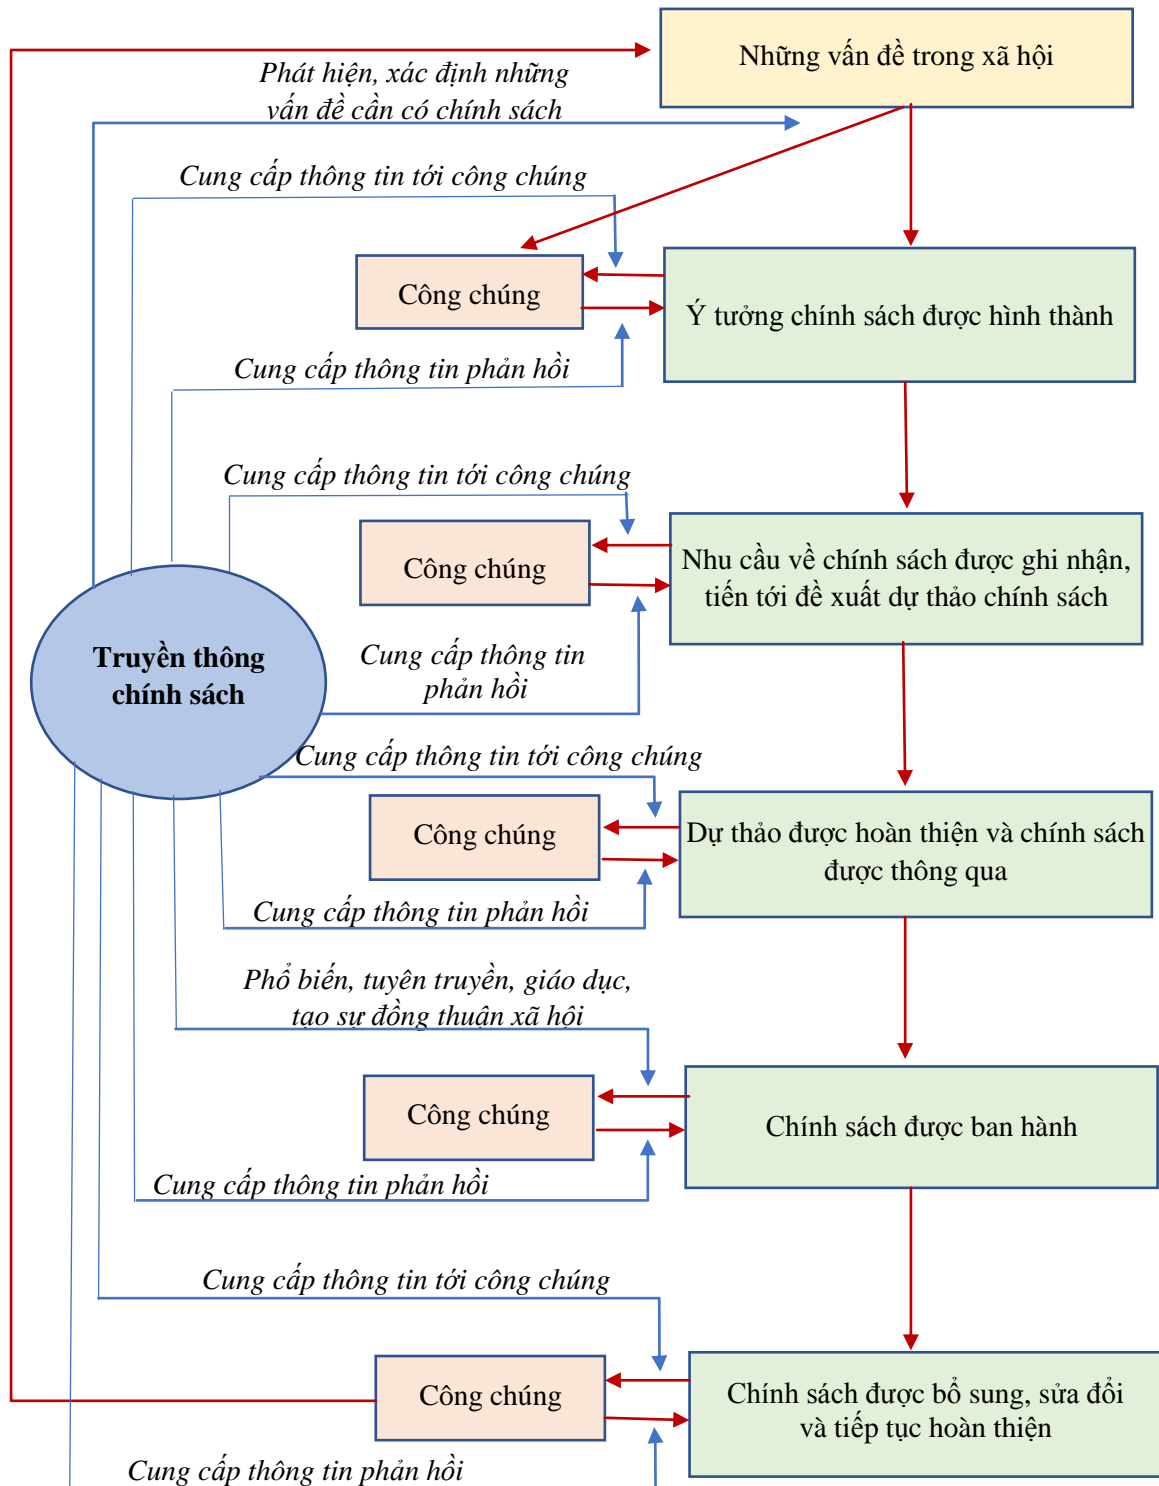 Những vấn đề trong xã hội
Phát hiện, xác định những
vấn đề cần có chính sách
Cung cấp thông tin tới công chúng
Công chúng
Ý tưởng chính sách được hình thành
Cung cấp thông tin phản hồi
Cung cấp thông tin tới công chúng
Công chúng
Nhu cầu về chính sách được ghi nhận,
tiến tới đề xuất dự thảo chính sách
Truyền thông
chính sách
Cung cấp thông tin
phản hồi
Cung cấp thông tin tới công chúng
Công chúng
Dự thảo được hoàn thiện và chính sách
được thông qua
Cung cấp thông tin phản hồi
Phổ biến, tuyên truyền, giáo dục,
tạo sự đồng thuận xã hội
Công chúng
Chính sách được ban hành
Cung cấp thông tin phản hồi
Cung cấp thông tin tới công chúng
Công chúng
Chính sách được bổ sung, sửa đổi
và tiếp tục hoàn thiện
Cung cấp thông tin phản hồi